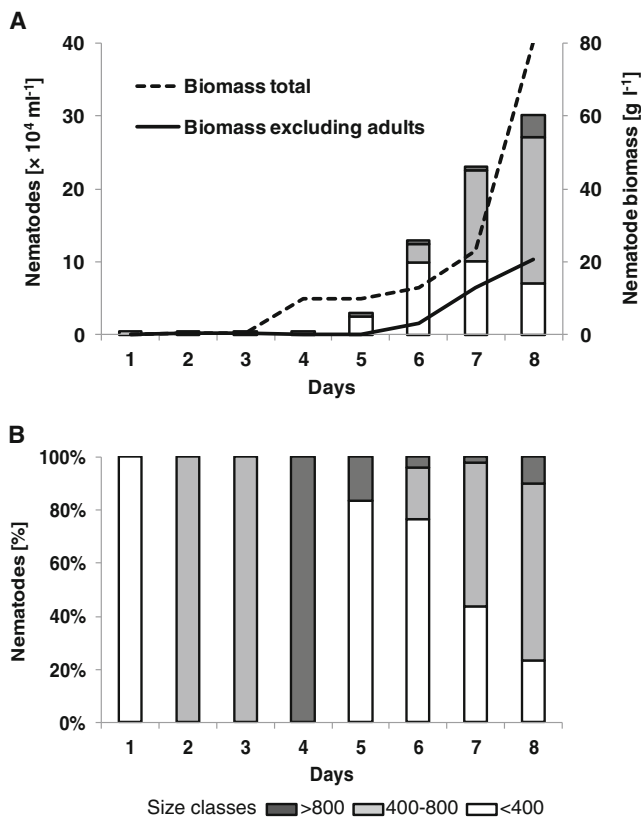 A
Nematodes [× 10⁴ ml⁻¹]
40
30
20
10
0
Biomass total
Biomass excluding adults
80
60
40
20
0
Nematode biomass [g l⁻¹]
1 2 3 4 5 6 7 8
Days
B
Nematodes [%]
100%
80%
60%
40%
20%
0%
1 2 3 4 5 6 7 8
Days
Size classes >800 400-800 <400